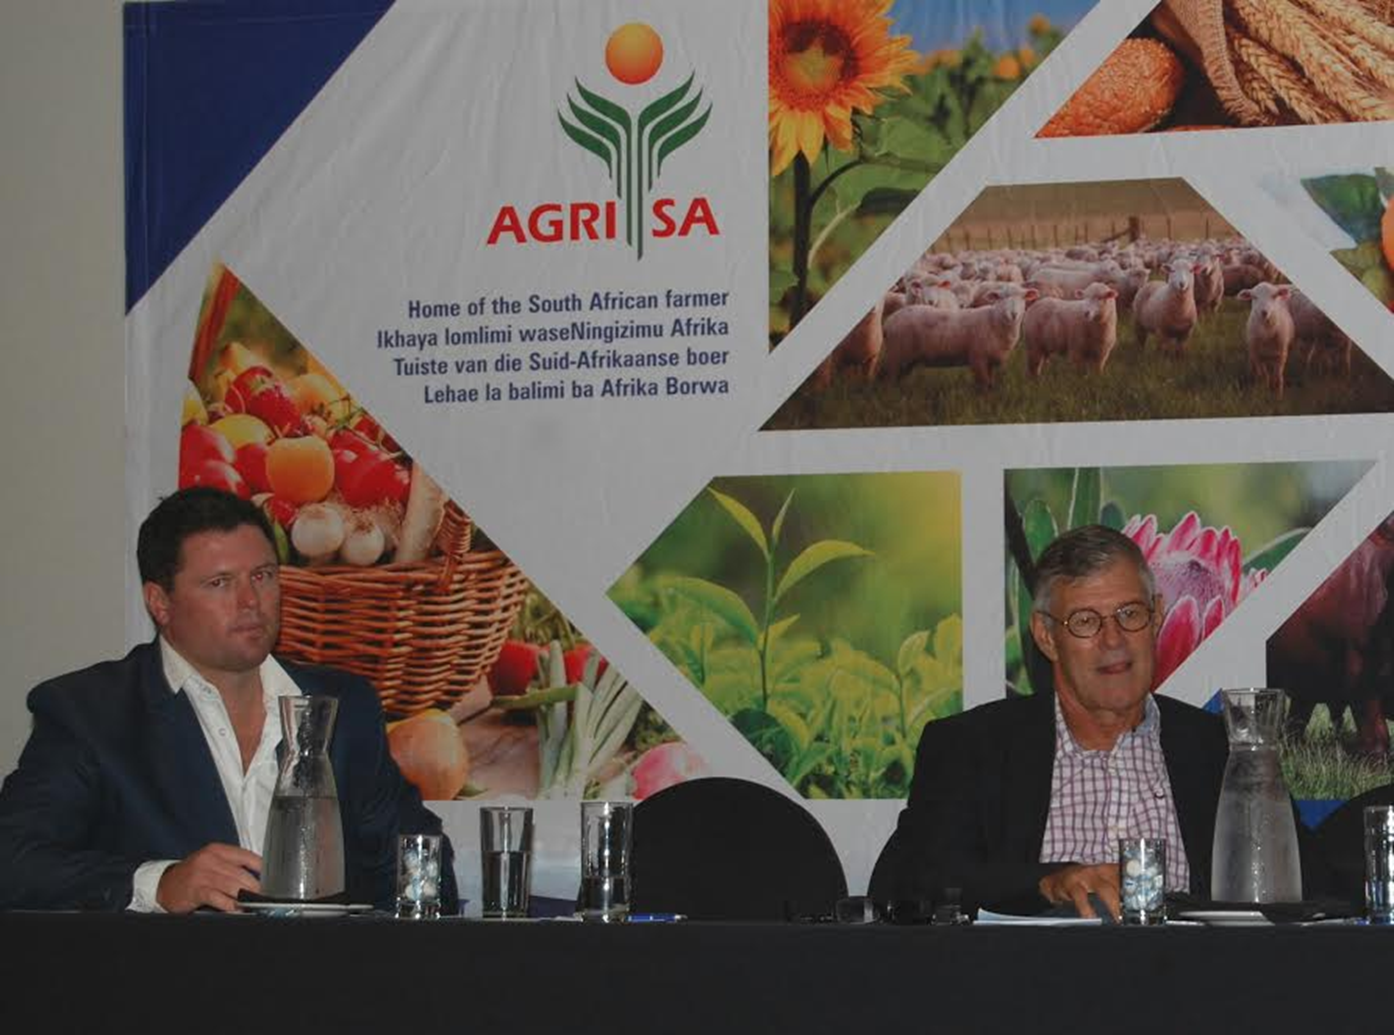 AGRI SA
Home of the South African farmer
Ikhaya lomlimi waseNingizimu Afrika
Tuiste van die Suid-Afrikaanse boer
Lehae la balimi ba Afrika Borwa